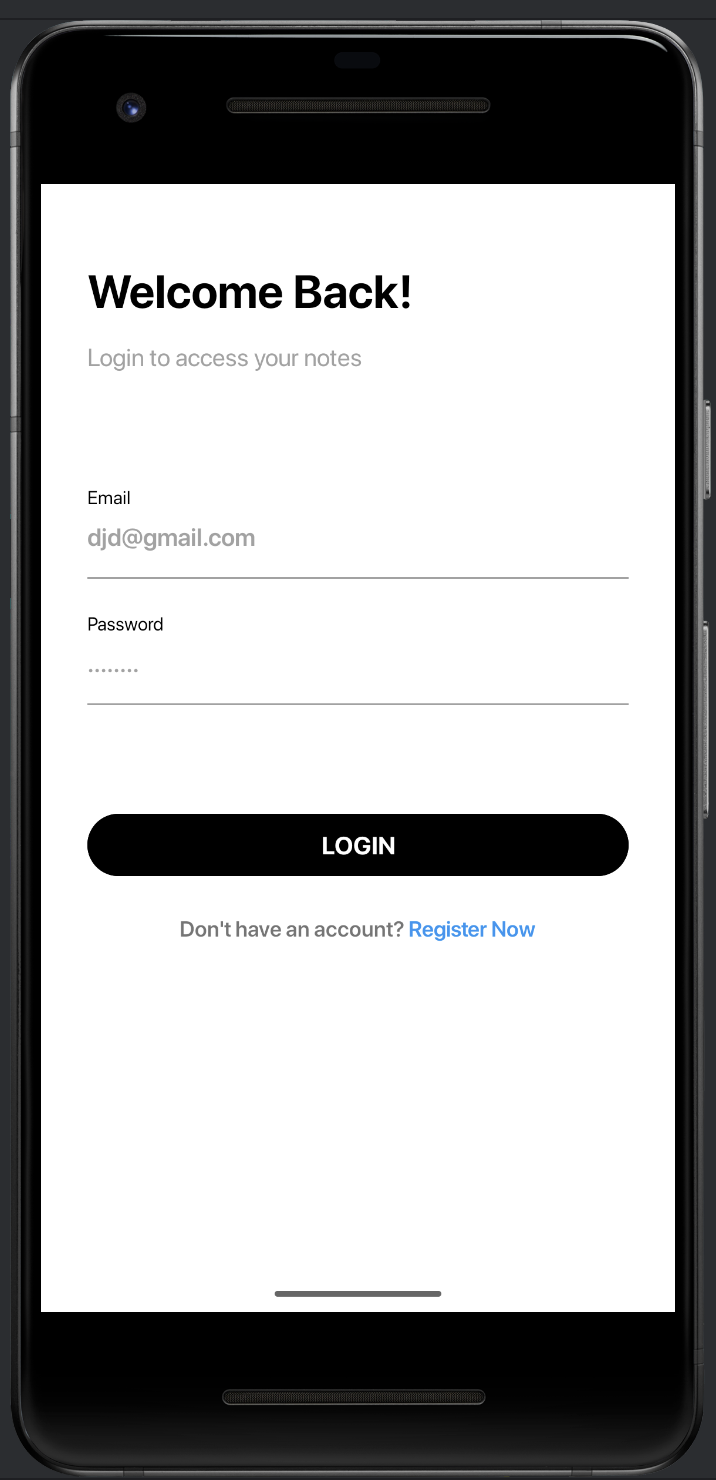 Welcome Back!
Login to access your notes
Email
djd@gmail.com
Password
........
LOGIN
Don't have an account? Register Now